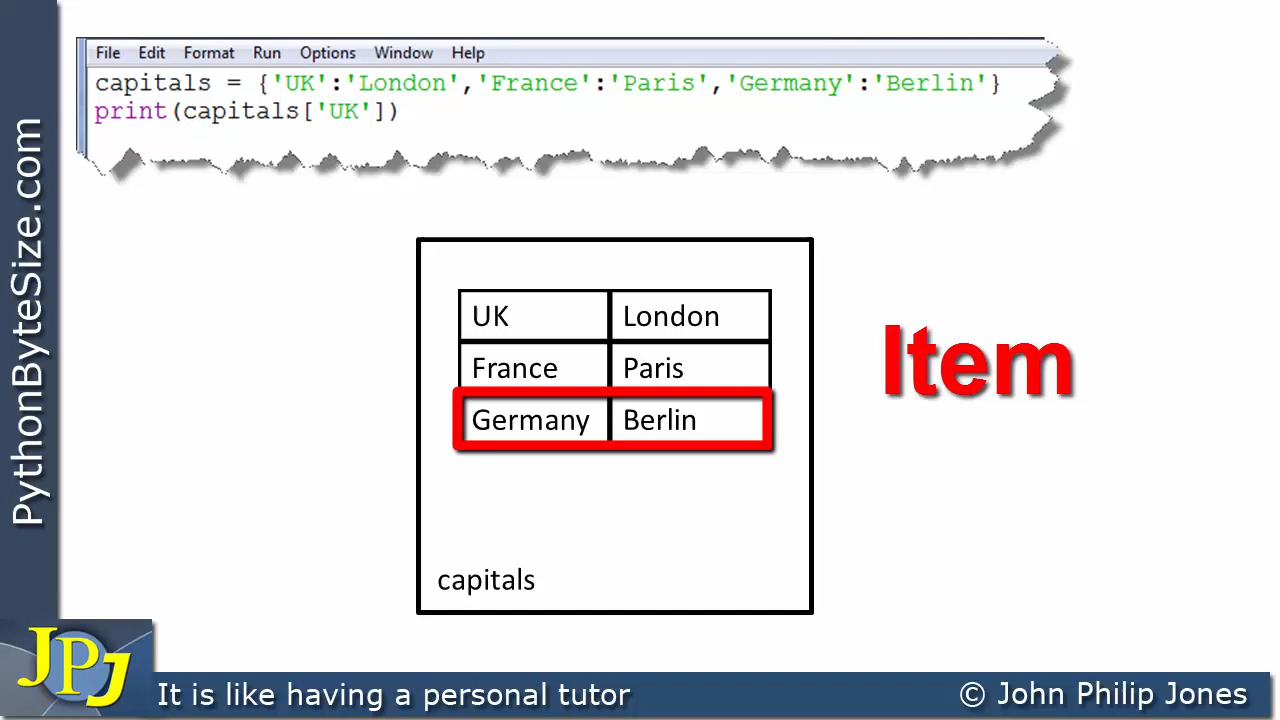 File Edit Format Run Options Window Help
capitals = {'UK':'London','France':'Paris','Germany':'Berlin'}
print(capitals['UK'])
PythonByteSize.com
UK London
France Paris
Germany Berlin
Item
capitals
JPJ
It is like having a personal tutor
© John Philip Jones